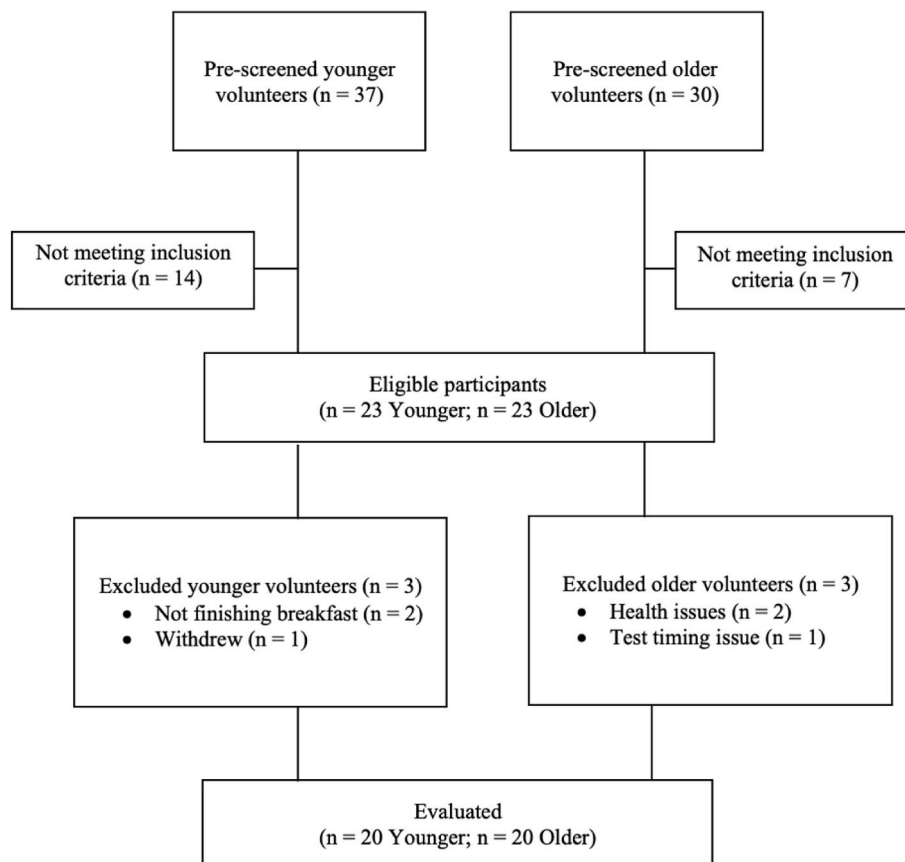 Pre-screened younger
volunteers (n = 37)
Pre-screened older
volunteers (n = 30)
Not meeting inclusion
criteria (n = 14)
Not meeting inclusion
criteria (n = 7)
Eligible participants
(n = 23 Younger; n = 23 Older)
Excluded younger volunteers (n = 3)
• Not finishing breakfast (n = 2)
• Withdrew (n = 1)
Excluded older volunteers (n = 3)
• Health issues (n = 2)
• Test timing issue (n = 1)
Evaluated
(n = 20 Younger; n = 20 Older)